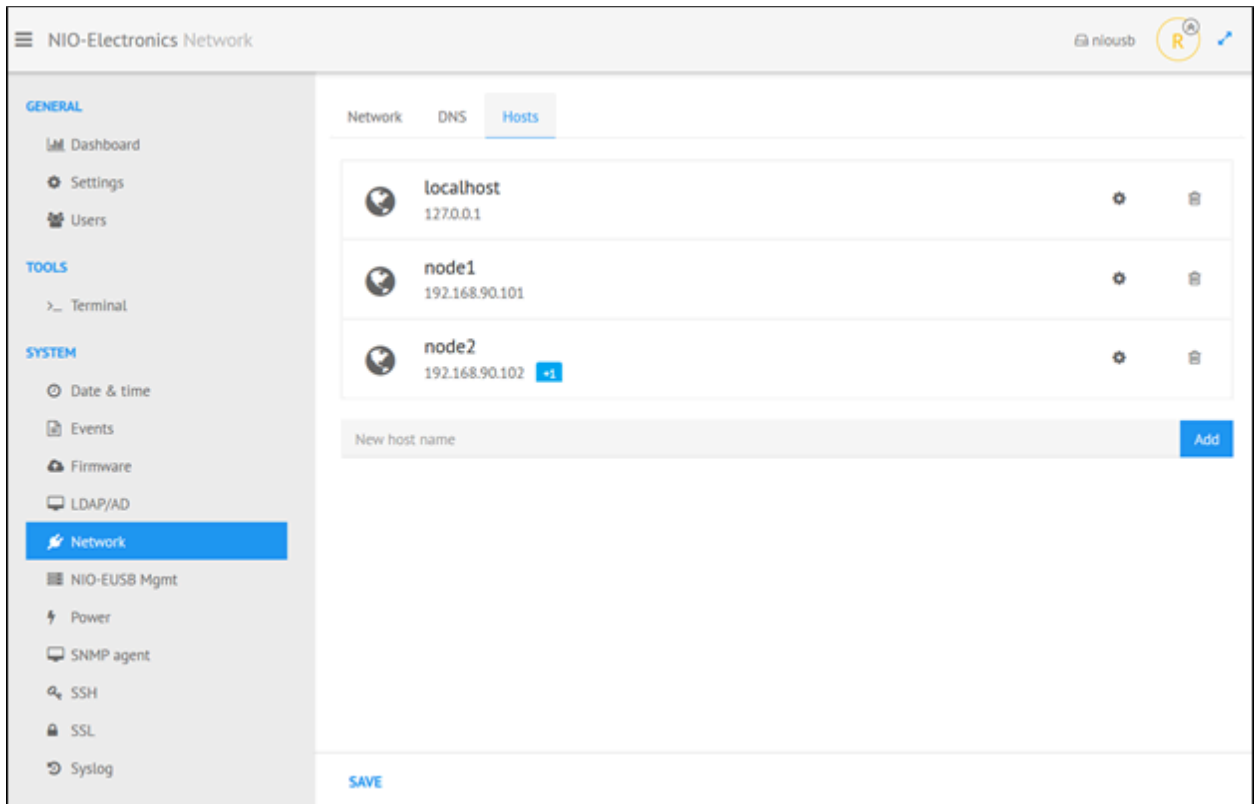 NIO-Electronics Network
niousb
R
GENERAL
Dashboard
Settings
Users
TOOLS
>_ Terminal
SYSTEM
Date & time
Events
Firmware
LDAP/AD
Network
NIO-EUSB Mgmt
Power
SNMP agent
SSH
SSL
Syslog
Network DNS Hosts
localhost
127.0.0.1
node1
192.168.90.101
node2
192.168.90.102 +1
New host name Add
SAVE